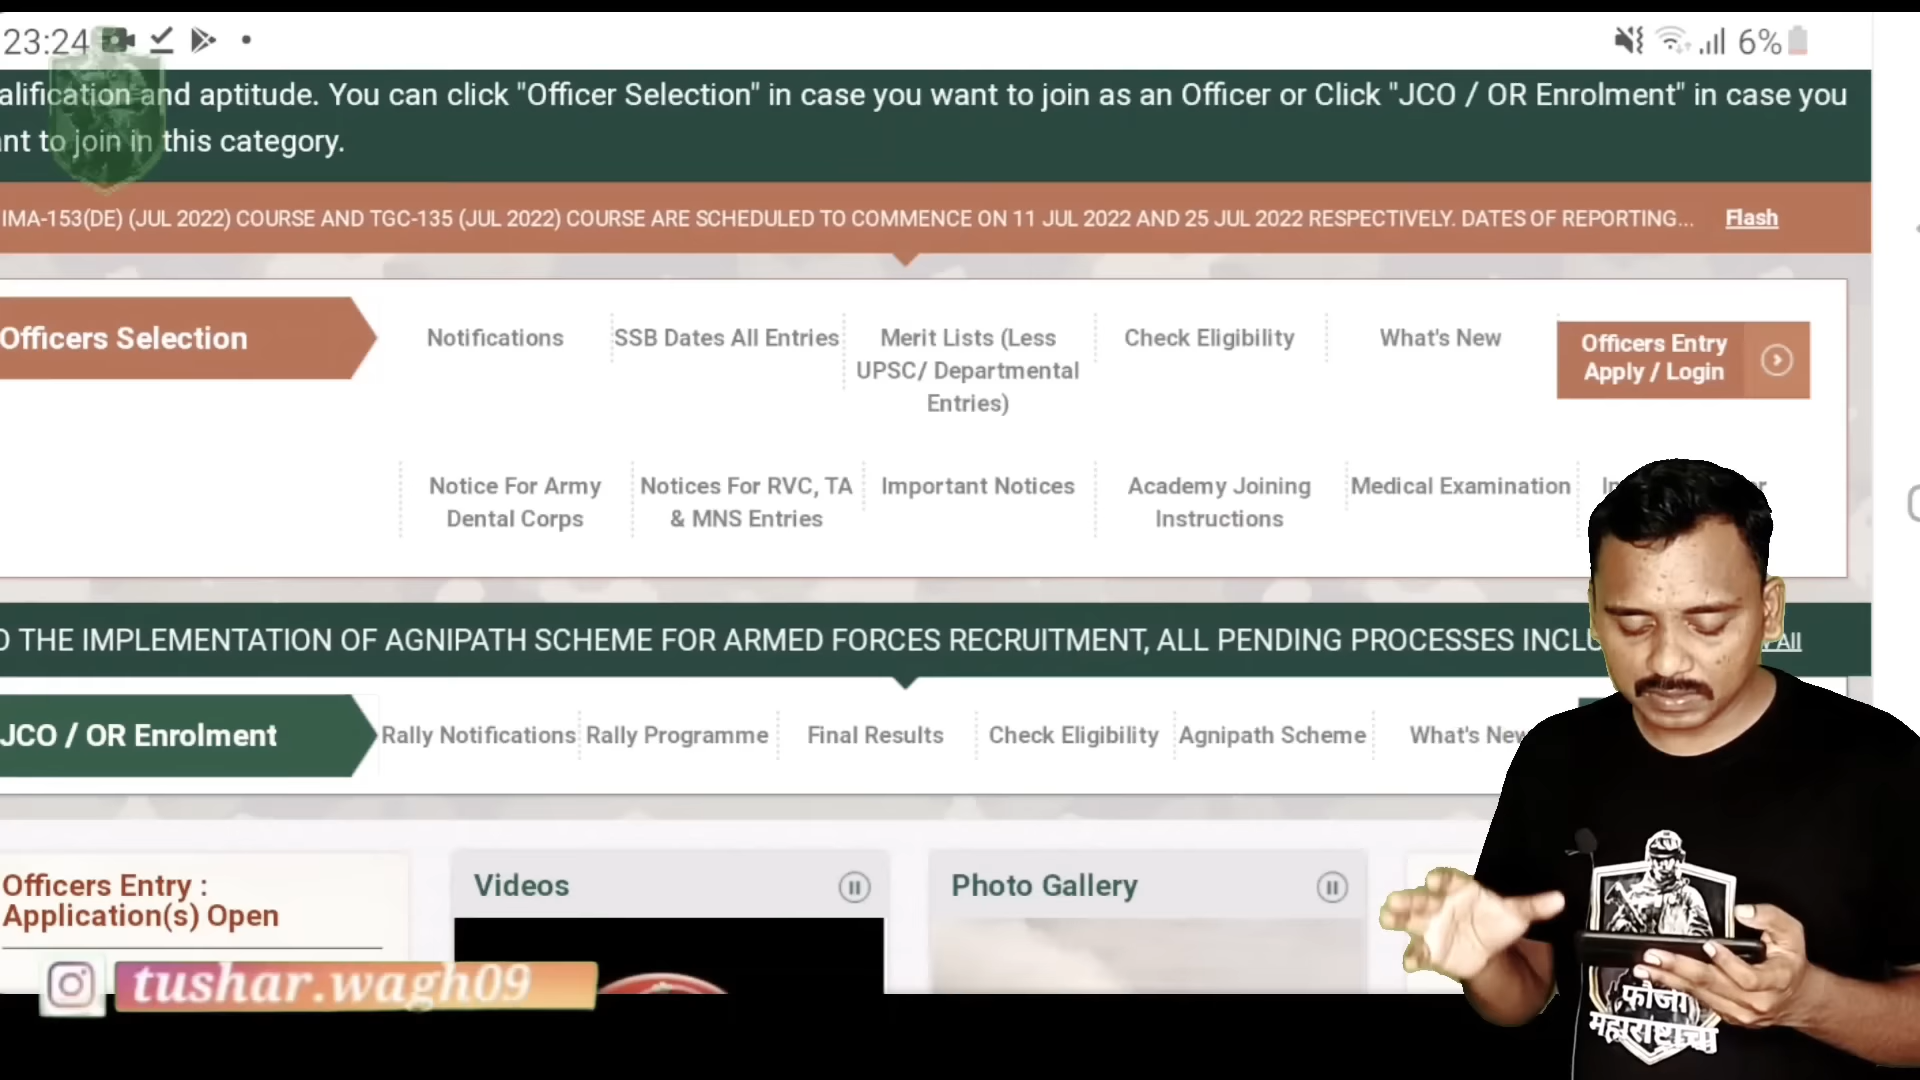 23:24
6%
alification and aptitude. You can click "Officer Selection" in case you want to join as an Officer or Click "JCO / OR Enrolment" in case you
nt to join in this category.
IMA-153(DE) (JUL 2022) COURSE AND TGC-135 (JUL 2022) COURSE ARE SCHEDULED TO COMMENCE ON 11 JUL 2022 AND 25 JUL 2022 RESPECTIVELY. DATES OF REPORTING... Flash
Officers Selection
Notifications
SSB Dates All Entries
Merit Lists (Less
UPSC/ Departmental
Entries)
Check Eligibility
What's New
Officers Entry
Apply / Login
Notice For Army
Dental Corps
Notices For RVC, TA
& MNS Entries
Important Notices
Academy Joining
Instructions
Medical Examination
O THE IMPLEMENTATION OF AGNIPATH SCHEME FOR ARMED FORCES RECRUITMENT, ALL PENDING PROCESSES INCLU
All
JCO / OR Enrolment
Rally Notifications
Rally Programme
Final Results
Check Eligibility
Agnipath Scheme
What's New
Officers Entry :
Application(s) Open
Videos
Photo Gallery
tushar.wagh09
फौजी
महाराष्ट्राचा